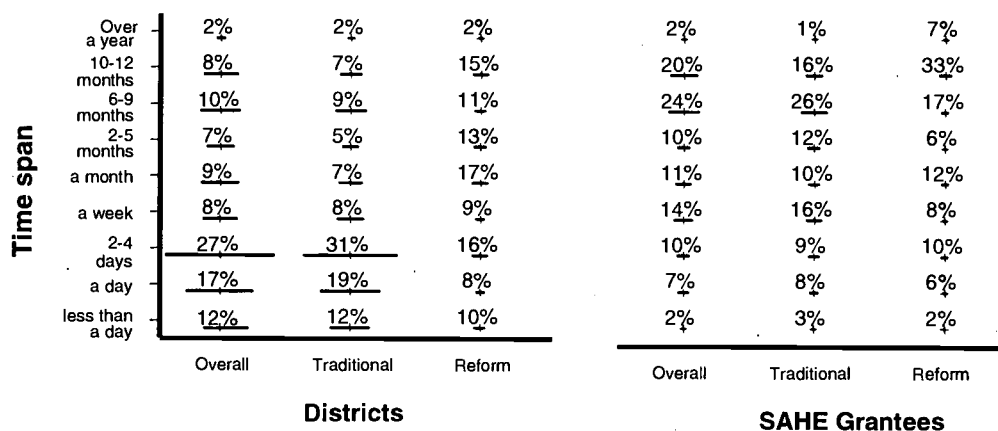 Over
a year
2% 2% 2% 2% 1% 7%
10-12
months
8% 7% 15% 20% 16% 33%
6-9
months
10% 9% 11% 24% 26% 17%
2-5
months
7% 5% 13% 10% 12% 6%
a month
9% 7% 17% 11% 10% 12%
a week
8% 8% 9% 14% 16% 8%
2-4
days
27% 31% 16% 10% 9% 10%
a day
17% 19% 8% 7% 8% 6%
less than
a day
12% 12% 10% 2% 3% 2%
Time span
Overall Traditional Reform
Districts
Overall Traditional Reform
SAHE Grantees